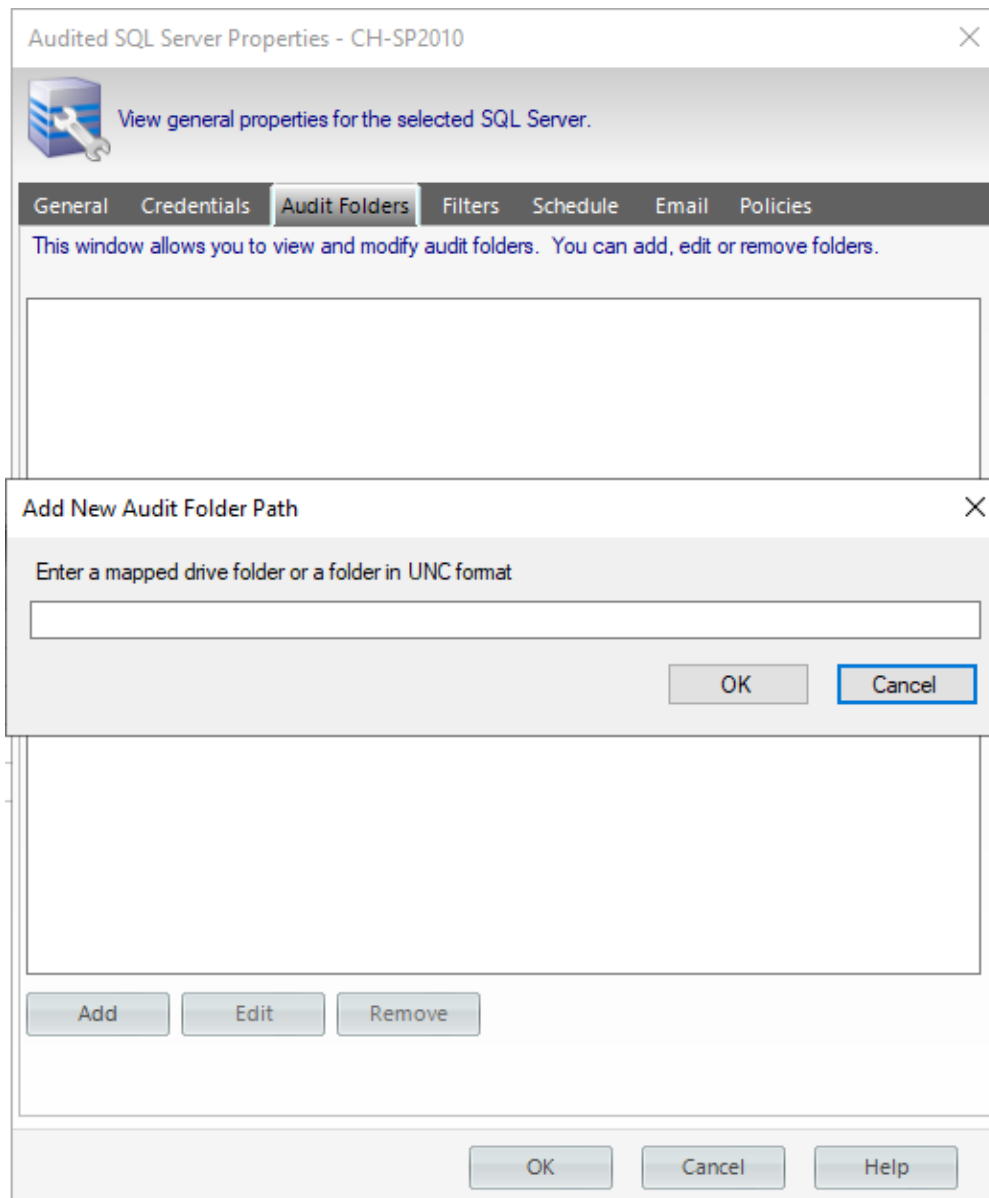 Audited SQL Server Properties - CH-SP2010
View general properties for the selected SQL Server.
General Credentials Audit Folders Filters Schedule Email Policies
This window allows you to view and modify audit folders. You can add, edit or remove folders.
Add New Audit Folder Path
Enter a mapped drive folder or a folder in UNC format
OK Cancel
Add Edit Remove
OK Cancel Help